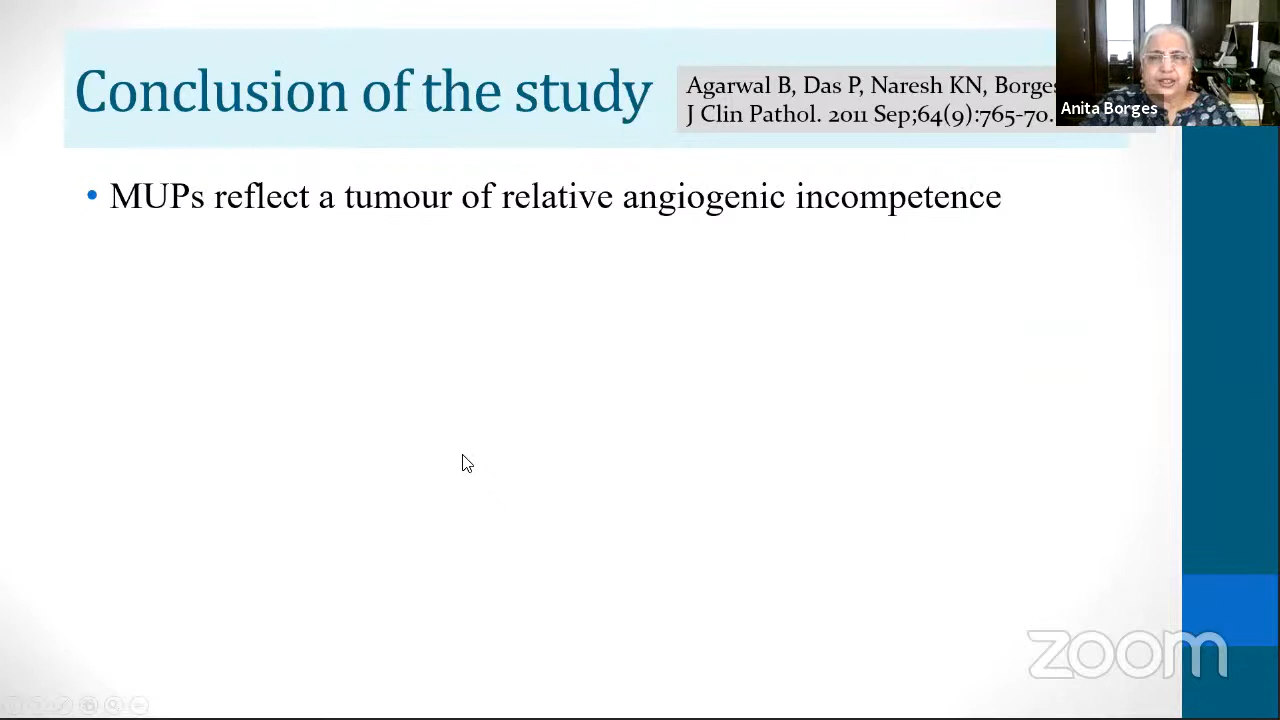 Conclusion of the study
Agarwal B, Das P, Naresh KN, Borges
J Clin Pathol. 2011 Sep;64(9):765-70.
Anita Borges
• MUPs reflect a tumour of relative angiogenic incompetence
zoom